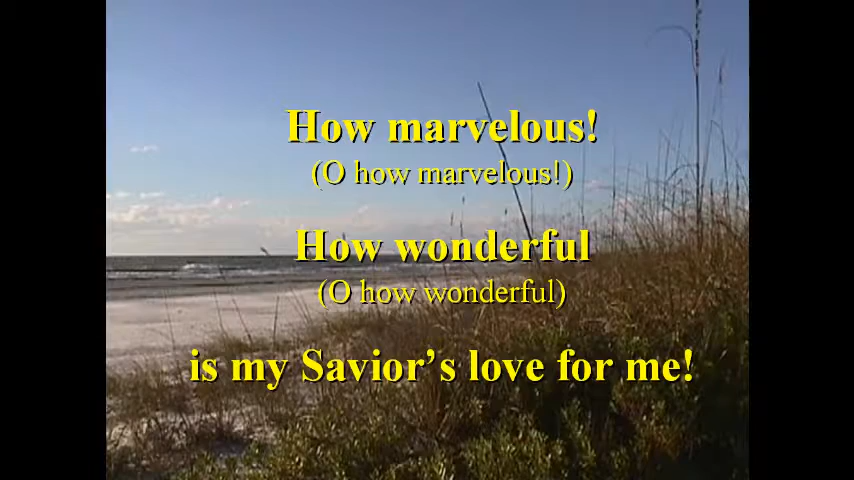 How marvelous!
(O how marvelous!)
How wonderful
(O how wonderful)
is my Savior’s love for me!